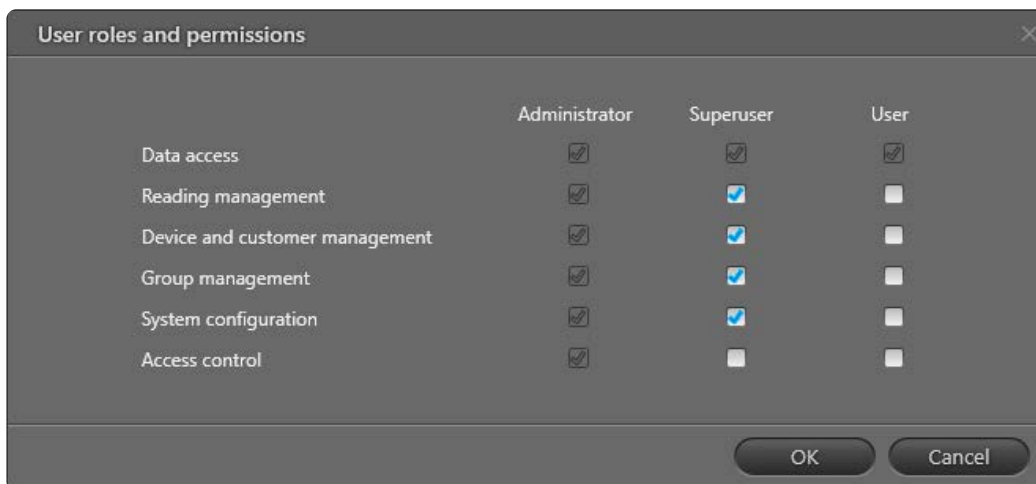 User roles and permissions
Administrator Superuser User
Data access
Reading management
Device and customer management
Group management
System configuration
Access control
OK Cancel